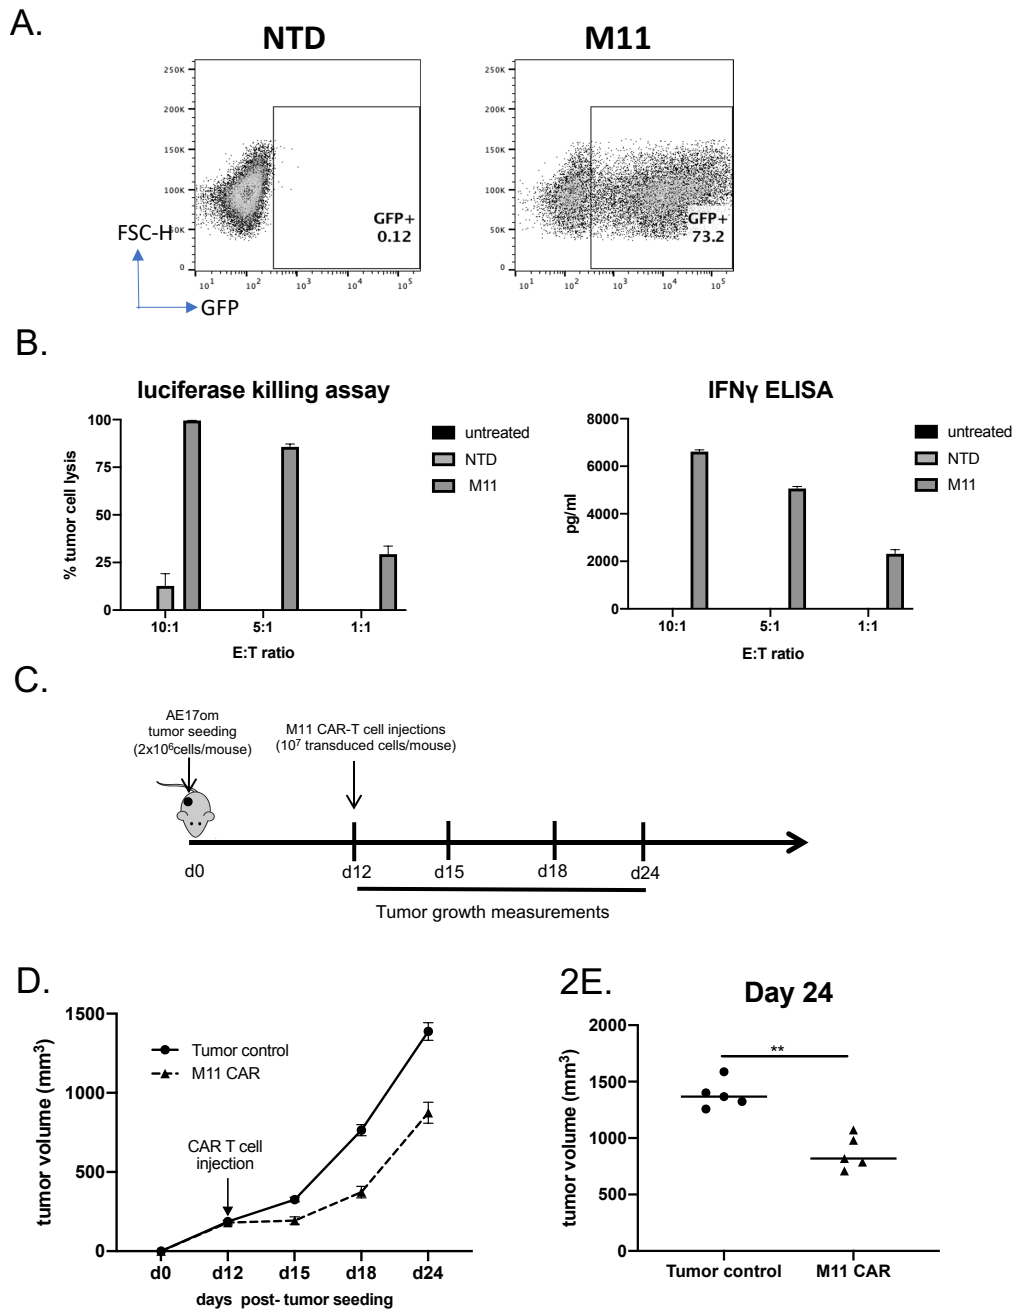 A.
NTD
M11
250K
200K
150K
100K
50K
0
10¹ 10² 10³ 10⁴ 10⁵
GFP+
0.12
250K
200K
150K
100K
50K
0
10¹ 10² 10³ 10⁴ 10⁵
GFP+
73.2
FSC-H
GFP
B.
luciferase killing assay
100
75
50
25
0
% tumor cell lysis
10:1 5:1 1:1
E:T ratio
untreated
NTD
M11
IFNγ ELISA
8000
6000
4000
2000
0
pg/ml
10:1 5:1 1:1
E:T ratio
untreated
NTD
M11
C.
AE17om
tumor seeding
(2x10⁶cells/mouse)
M11 CAR-T cell injections
(10⁷ transduced cells/mouse)
d0
d12 d15 d18 d24
Tumor growth measurements
D.
1500
1000
500
0
tumor volume (mm³)
Tumor control
M11 CAR
CAR T cell
injection
d0 d12 d15 d18 d24
days post- tumor seeding
2E.
Day 24
2000
1500
1000
500
0
tumor volume (mm³)
**
Tumor control M11 CAR